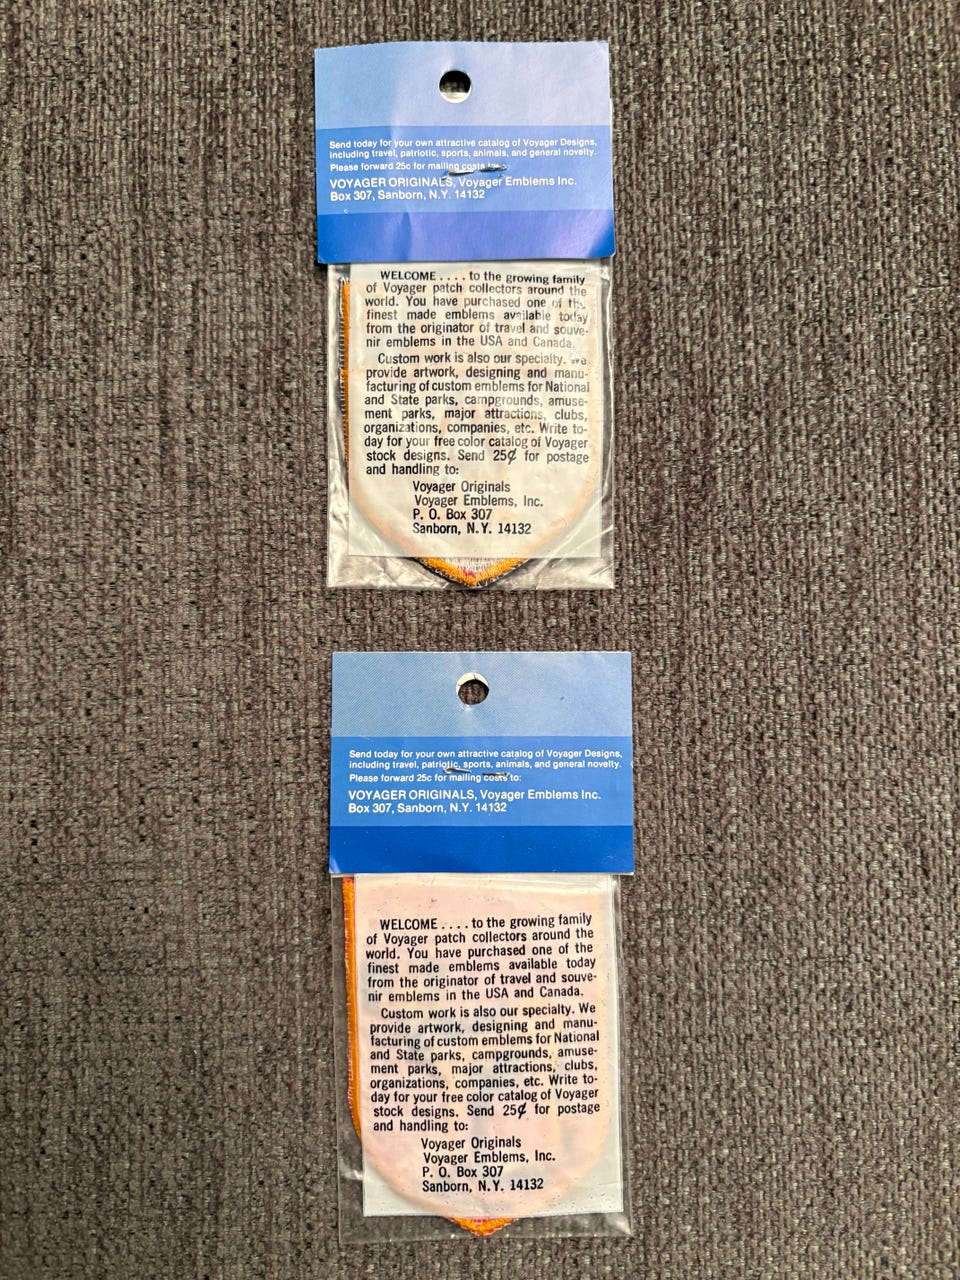 Send today for your own attractive catalog of Voyager Designs,
including travel, patriotic, sports, animals, and general novelty.
Please forward 25c for mailing costs to:
VOYAGER ORIGINALS, Voyager Emblems Inc.
Box 307, Sanborn, N.Y. 14132
WELCOME . . . . to the growing family
of Voyager patch collectors around the
world. You have purchased one of the
finest made emblems available today
from the originator of travel and souve-
nir emblems in the USA and Canada.
Custom work is also our specialty. We
provide artwork, designing and manu-
facturing of custom emblems for National
and State parks, campgrounds, amuse-
ment parks, major attractions, clubs,
organizations, companies, etc. Write to-
day for your free color catalog of Voyager
stock designs. Send 25¢ for postage
and handling to:
Voyager Originals
Voyager Emblems, Inc.
P. O. Box 307
Sanborn, N.Y. 14132
Send today for your own attractive catalog of Voyager Designs,
including travel, patriotic, sports, animals, and general novelty.
Please forward 25c for mailing costs to:
VOYAGER ORIGINALS, Voyager Emblems Inc.
Box 307, Sanborn, N.Y. 14132
WELCOME . . . . to the growing family
of Voyager patch collectors around the
world. You have purchased one of the
finest made emblems available today
from the originator of travel and souve-
nir emblems in the USA and Canada.
Custom work is also our specialty. We
provide artwork, designing and manu-
facturing of custom emblems for National
and State parks, campgrounds, amuse-
ment parks, major attractions, clubs,
organizations, companies, etc. Write to-
day for your free color catalog of Voyager
stock designs. Send 25¢ for postage
and handling to:
Voyager Originals
Voyager Emblems, Inc.
P. O. Box 307
Sanborn, N.Y. 14132